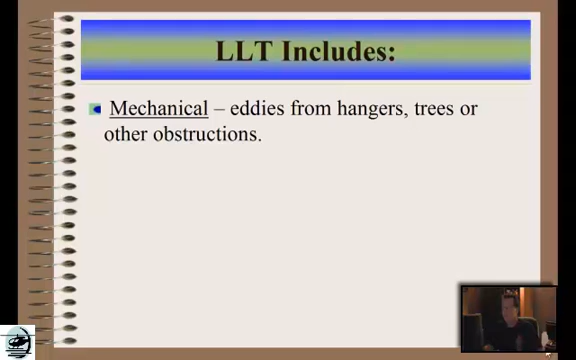 LLT Includes:
Mechanical – eddies from hangers, trees or
other obstructions.